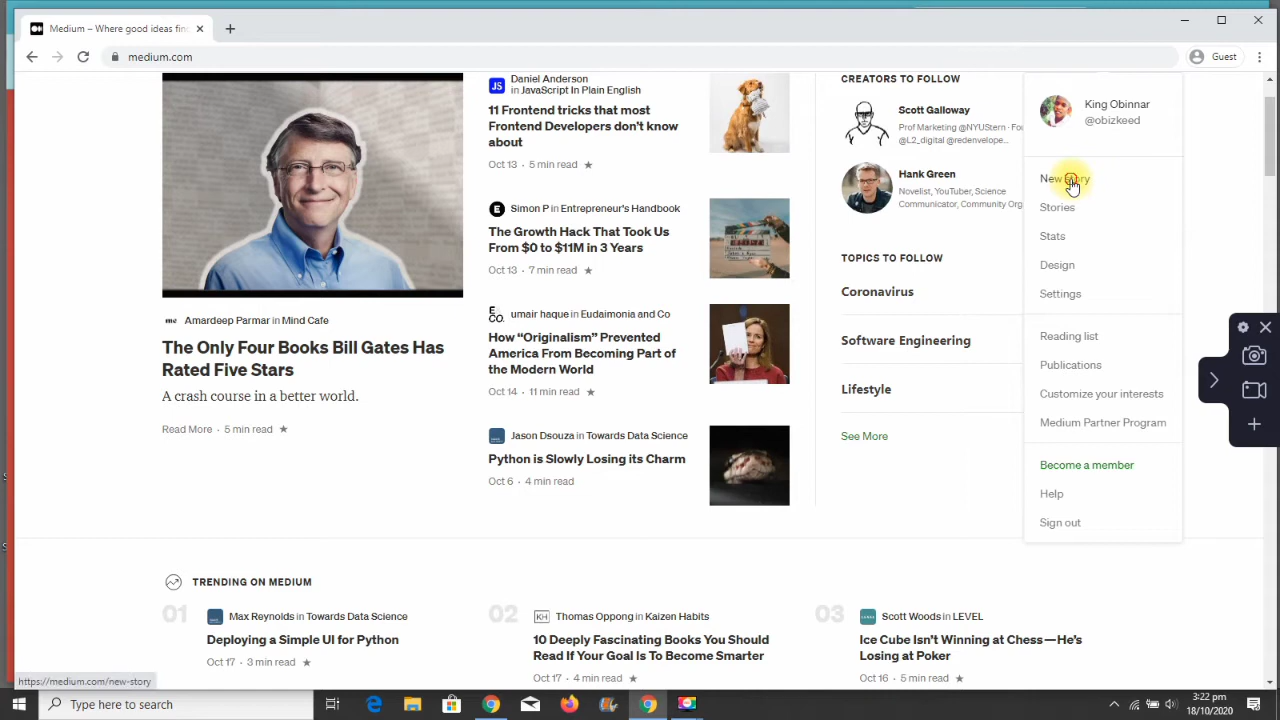 Medium – Where good ideas fin
medium.com
Guest
Amardeep Parmar in Mind Cafe
The Only Four Books Bill Gates Has
Rated Five Stars
A crash course in a better world.
Read More · 5 min read ★
JS
Daniel Anderson
in JavaScript In Plain English
11 Frontend tricks that most
Frontend Developers don't know
about
Oct 13 · 5 min read ★
E
Simon P in Entrepreneur's Handbook
The Growth Hack That Took Us
From $0 to $11M in 3 Years
Oct 13 · 7 min read ★
E
CO.
umair haque in Eudaimonia and Co
How “Originalism” Prevented
America From Becoming Part of
the Modern World
Oct 14 · 11 min read ★
Jason Dsouza in Towards Data Science
Python is Slowly Losing its Charm
Oct 6 · 4 min read
CREATORS TO FOLLOW
Scott Galloway
Prof Marketing @NYUStern · Fou
@L2_digital @redenvelope...
Hank Green
Novelist, YouTuber, Science
Communicator, Community Org
TOPICS TO FOLLOW
Coronavirus
Software Engineering
Lifestyle
See More
King Obinnar
@obizkeed
New story
Stories
Stats
Design
Settings
Reading list
Publications
Customize your interests
Medium Partner Program
Become a member
Help
Sign out
TRENDING ON MEDIUM
01
Max Reynolds in Towards Data Science
Deploying a Simple UI for Python
Oct 17 · 3 min read ★
02
KH
Thomas Oppong in Kaizen Habits
10 Deeply Fascinating Books You Should
Read If Your Goal Is To Become Smarter
Oct 17 · 4 min read ★
03
Scott Woods in LEVEL
Ice Cube Isn't Winning at Chess — He's
Losing at Poker
Oct 16 · 5 min read ★
https://medium.com/new-story
Type here to search
3:22 pm
18/10/2020